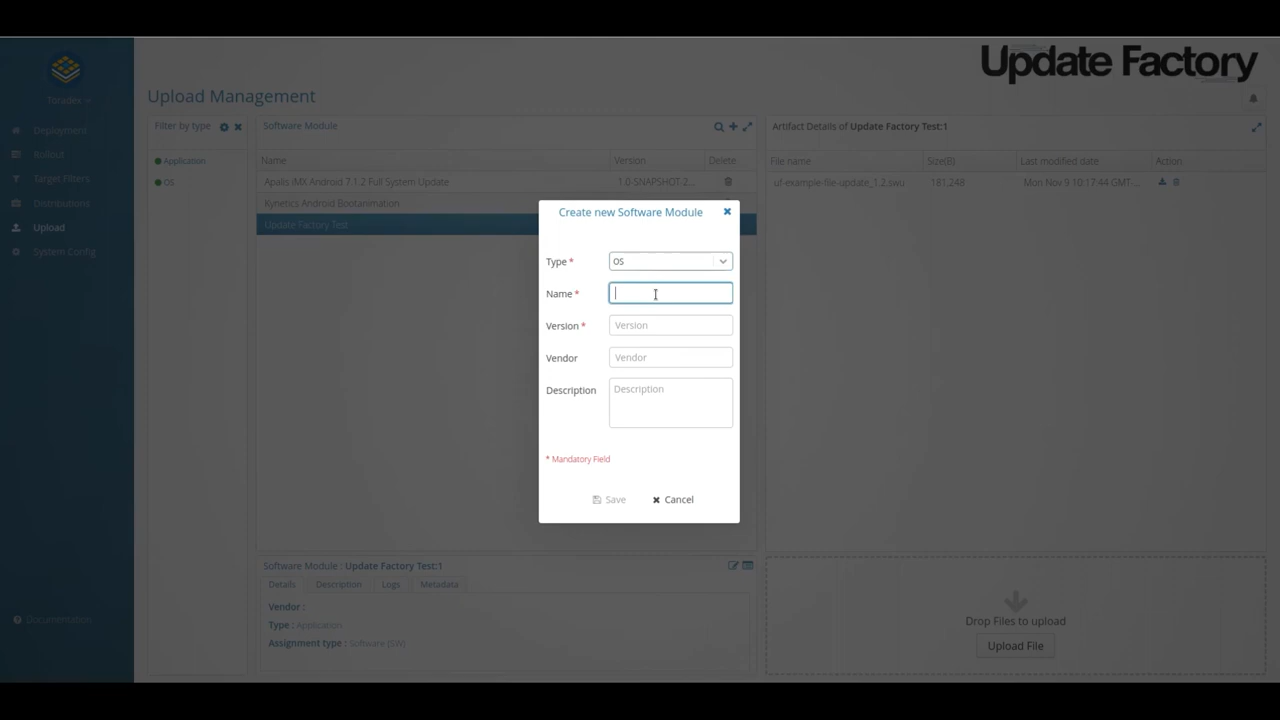 Update Factory
Toradex
Upload Management
Deployment
Rollout
Target Filters
Distributions
Upload
System Config
Documentation
Filter by type
Application
OS
Software Module
Name Version Delete
Apalis iMX Android 7.1.2 Full System Update 1.0-SNAPSHOT-2...
Kynetics Android Bootanimation
Update Factory Test
Artifact Details of Update Factory Test:1
File name Size(B) Last modified date Action
uf-example-file-update_1.2.swu 181,248 Mon Nov 9 10:17:44 GMT-...
Create new Software Module
Type * OS
Name *
Version * Version
Vendor Vendor
Description Description
* Mandatory Field
Save Cancel
Software Module : Update Factory Test:1
Details Description Logs Metadata
Vendor :
Type : Application
Assignment type : Software (SW)
Drop Files to upload
Upload File